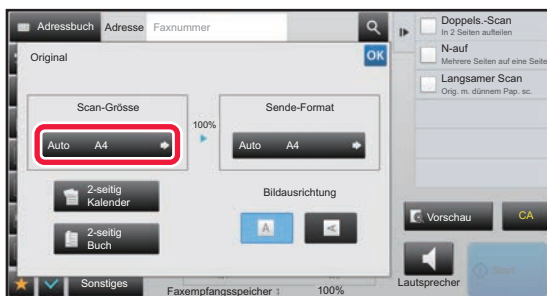 Adressbuch Adresse Faxnummer
Original
OK
Scan-Grösse
Auto A4
100%
Sende-Format
Auto A4
2-seitig
Kalender
2-seitig
Buch
Bildausrichtung
A
A
Sonstiges
Faxempfangsspeicher : 100%
Doppels.-Scan
In 2 Seiten aufteilen
N-auf
Mehrere Seiten auf eine Seite
Langsamer Scan
Orig. m. dünnem Pap. sc.
Vorschau
CA
Lautsprecher
Start